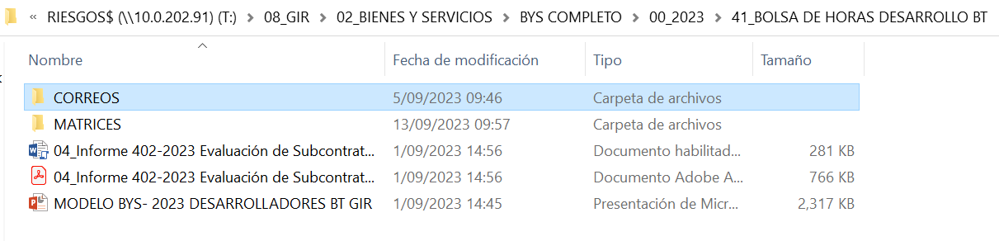 « RIESGOS$ (\\10.0.202.91) (T:) > 08_GIR > 02_BIENES Y SERVICIOS > BYS COMPLETO > 00_2023 > 41_BOLSA DE HORAS DESARROLLO BT
Nombre Fecha de modificación Tipo Tamaño
CORREOS 5/09/2023 09:46 Carpeta de archivos
MATRICES 13/09/2023 09:57 Carpeta de archivos
04_Informe 402-2023 Evaluación de Subcontrat... 1/09/2023 14:56 Documento habilitad... 281 KB
04_Informe 402-2023 Evaluación de Subcontrat... 1/09/2023 14:56 Documento Adobe A... 766 KB
MODELO BYS- 2023 DESARROLLADORES BT GIR 1/09/2023 14:45 Presentación de Micr... 2,317 KB